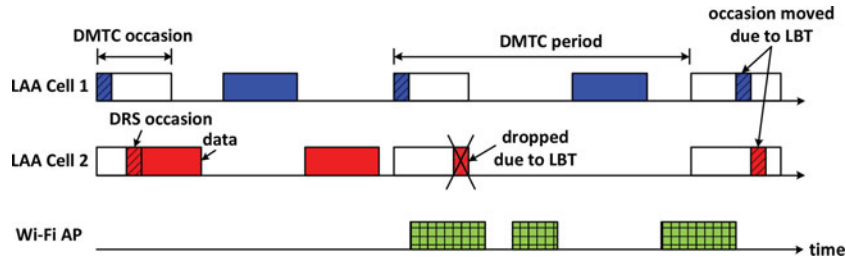 occasion moved
due to LBT
DMTC occasion
DMTC period
LAA Cell 1
DRS occasion
data
dropped
due to LBT
LAA Cell 2
Wi-Fi AP
time